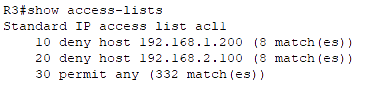 R3#show access-lists
Standard IP access list acl1
10 deny host 192.168.1.200 (8 match(es))
20 deny host 192.168.2.100 (8 match(es))
30 permit any (332 match(es))